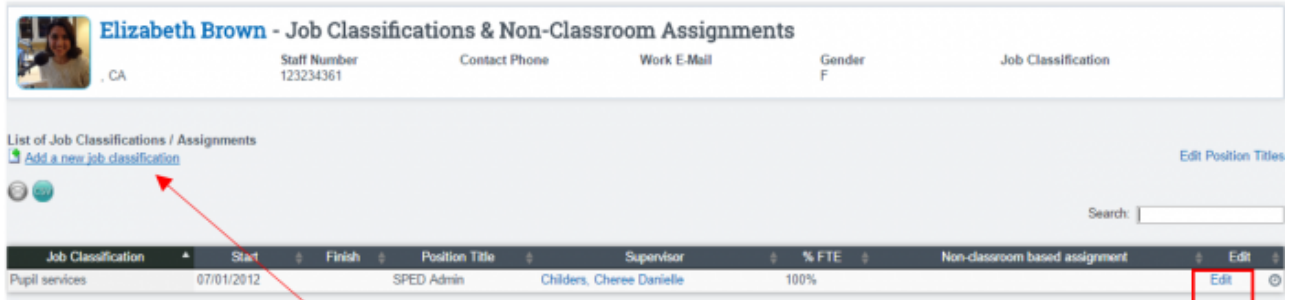 Elizabeth Brown - Job Classifications & Non-Classroom Assignments
Staff Number Contact Phone Work E-Mail Gender Job Classification
, CA 123234361 F
List of Job Classifications / Assignments
Add a new job classification Edit Position Titles
CSV
Search:
Job Classification Start Finish Position Title Supervisor % FTE Non-classroom based assignment Edit
Pupil services 07/01/2012 SPED Admin Childers, Cheree Danielle 100% Edit